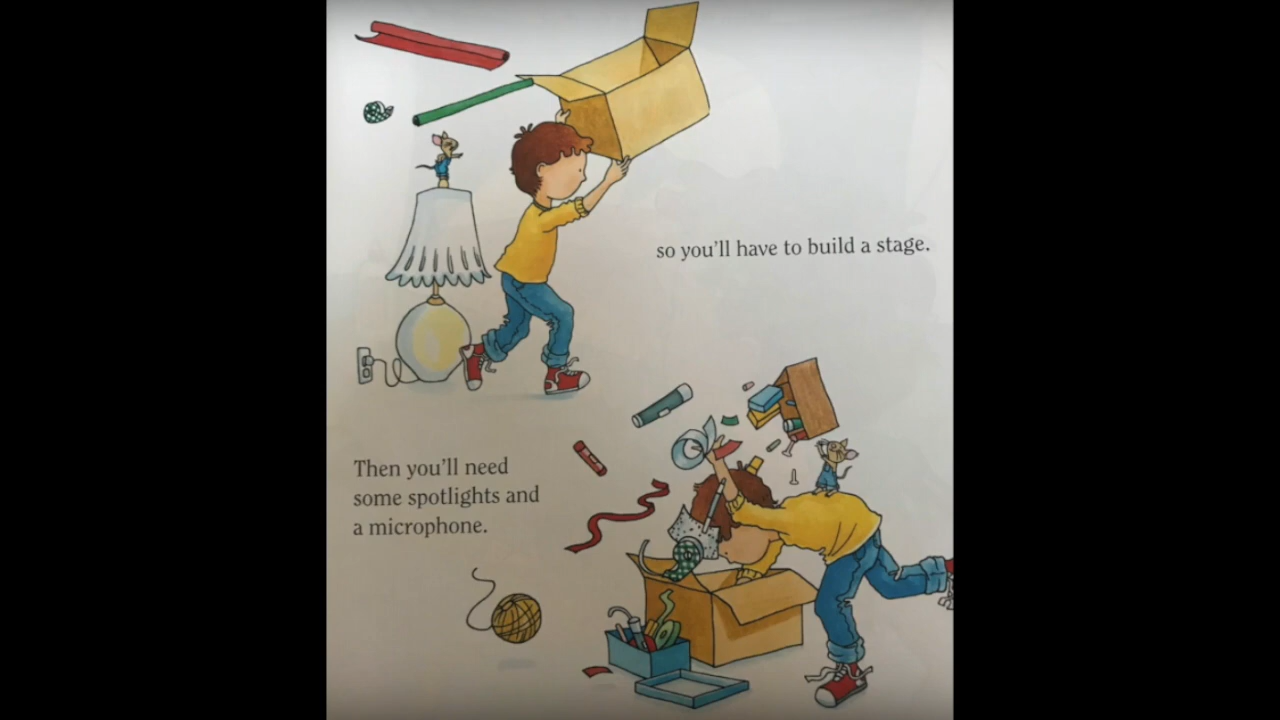 so you'll have to build a stage.
Then you'll need
some spotlights and
a microphone.